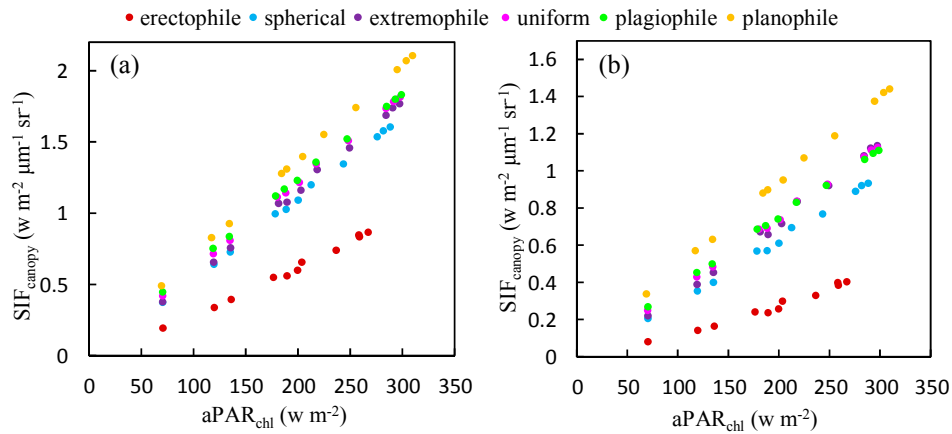 erectophile spherical extremophile uniform plagiophile planophile
(a)
SIFcanopy (w m-2 μm-1 sr-1)
2
1.5
1
0.5
0
0 50 100 150 200 250 300 350
aPARchl (w m-2)
(b)
SIFcanopy (w m-2 μm-1 sr-1)
1.6
1.4
1.2
1
0.8
0.6
0.4
0.2
0
0 50 100 150 200 250 300 350
aPARchl (w m-2)